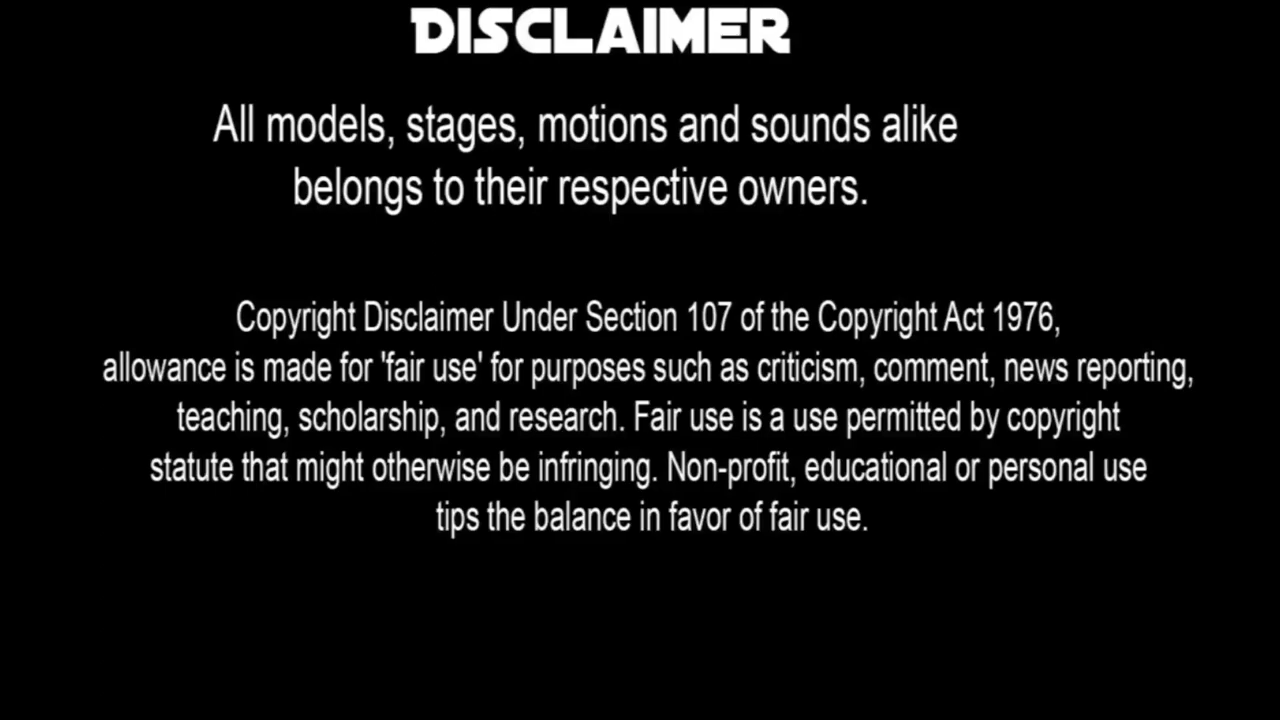 DISCLAIMER
All models, stages, motions and sounds alike
belongs to their respective owners.
Copyright Disclaimer Under Section 107 of the Copyright Act 1976,
allowance is made for 'fair use' for purposes such as criticism, comment, news reporting,
teaching, scholarship, and research. Fair use is a use permitted by copyright
statute that might otherwise be infringing. Non-profit, educational or personal use
tips the balance in favor of fair use.